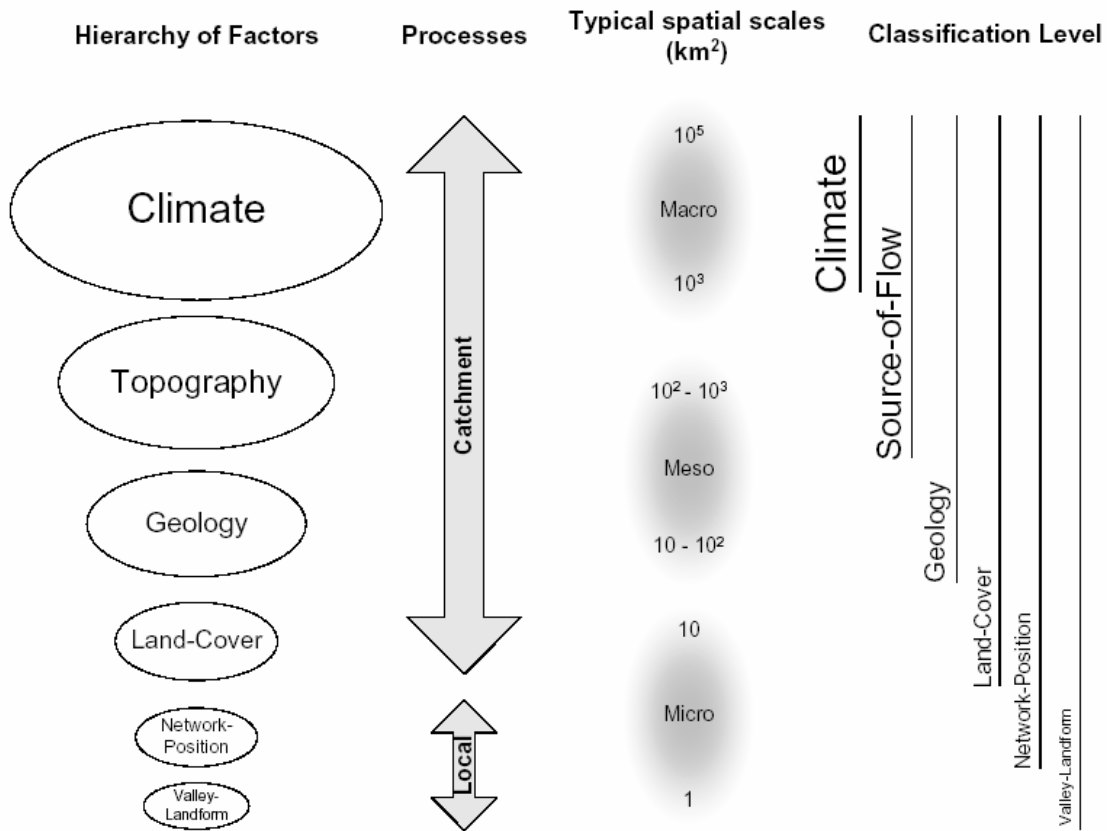 Hierarchy of Factors
Processes
Typical spatial scales
(km²)
Classification Level
Climate
Topography
Geology
Land-Cover
Network-
Position
Valley-
Landform
Catchment
Local
10⁵
Macro
10³
10² - 10³
Meso
10 - 10²
10
Micro
1
Climate
Source-of-Flow
Geology
Land-Cover
Network-Position
Valley-Landform